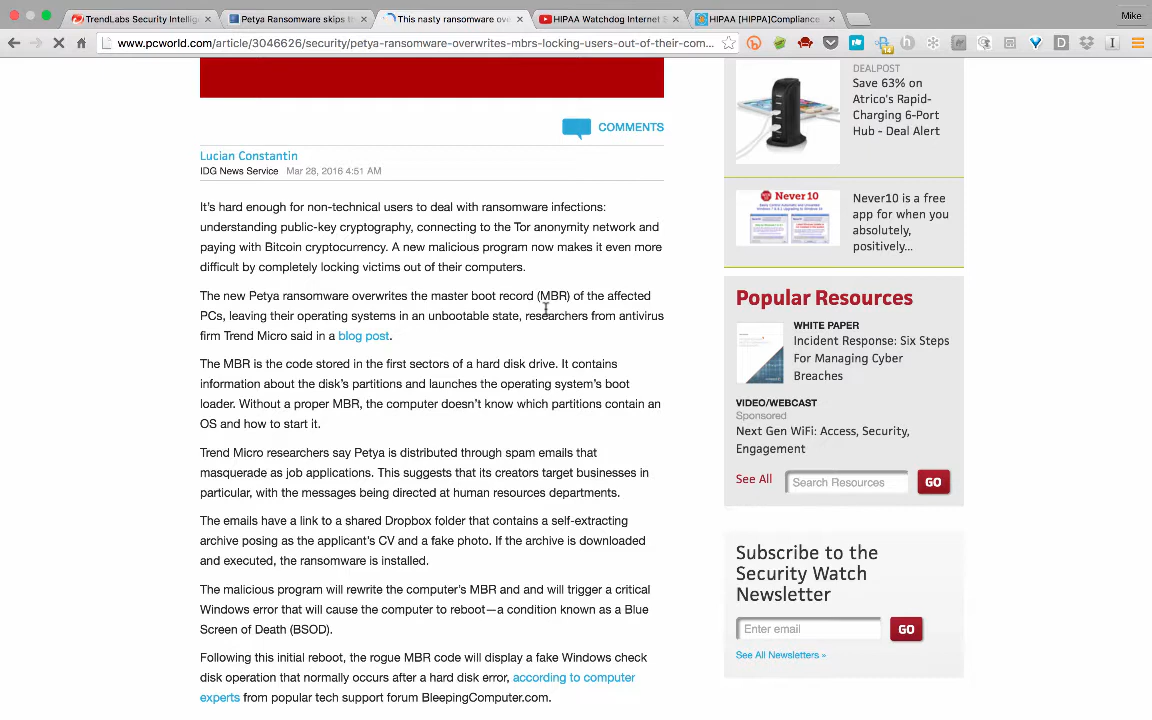 TrendLabs Security Intellig
Petya Ransomware skips th
This nasty ransomware ove
HIPAA Watchdog Internet S
HIPAA [HIPPA]Compliance
Mike
www.pcworld.com/article/3046626/security/petya-ransomware-overwrites-mbrs-locking-users-out-of-their-com...
COMMENTS
Lucian Constantin
IDG News Service Mar 28, 2016 4:51 AM
It's hard enough for non-technical users to deal with ransomware infections:
understanding public-key cryptography, connecting to the Tor anonymity network and
paying with Bitcoin cryptocurrency. A new malicious program now makes it even more
difficult by completely locking victims out of their computers.
The new Petya ransomware overwrites the master boot record (MBR) of the affected
PCs, leaving their operating systems in an unbootable state, researchers from antivirus
firm Trend Micro said in a blog post.
The MBR is the code stored in the first sectors of a hard disk drive. It contains
information about the disk's partitions and launches the operating system's boot
loader. Without a proper MBR, the computer doesn't know which partitions contain an
OS and how to start it.
Trend Micro researchers say Petya is distributed through spam emails that
masquerade as job applications. This suggests that its creators target businesses in
particular, with the messages being directed at human resources departments.
The emails have a link to a shared Dropbox folder that contains a self-extracting
archive posing as the applicant's CV and a fake photo. If the archive is downloaded
and executed, the ransomware is installed.
The malicious program will rewrite the computer's MBR and and will trigger a critical
Windows error that will cause the computer to reboot—a condition known as a Blue
Screen of Death (BSOD).
Following this initial reboot, the rogue MBR code will display a fake Windows check
disk operation that normally occurs after a hard disk error, according to computer
experts from popular tech support forum BleepingComputer.com.
DEALPOST
Save 63% on
Atrico's Rapid-
Charging 6-Port
Hub - Deal Alert
Never 10
Never10 is a free
app for when you
absolutely,
positively...
Popular Resources
WHITE PAPER
Incident Response: Six Steps
For Managing Cyber
Breaches
VIDEO/WEBCAST
Sponsored
Next Gen WiFi: Access, Security,
Engagement
See All
Search Resources
GO
Subscribe to the
Security Watch
Newsletter
Enter email
GO
See All Newsletters »